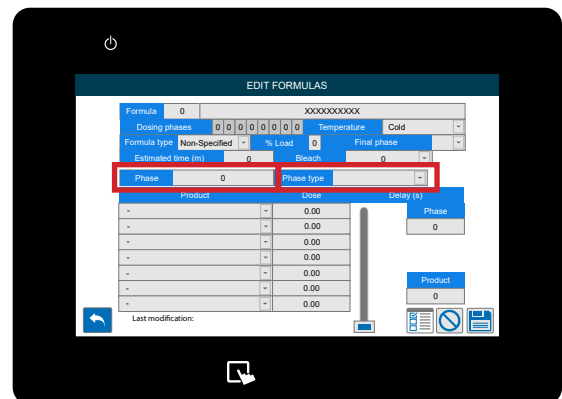 EDIT FORMULAS
Formula 0 XXXXXXXXXX
Dosing phases 0 0 0 0 0 0 0 0 Temperature Cold
Formula type Non-Specified % Load 0 Final phase
Estimated time (m) 0 Bleach 0
Phase 0 Phase type
Product Dose Delay (s)
- 0.00 Phase
- 0.00 0
- 0.00
- 0.00
- 0.00 Product
- 0.00 0
- 0.00
Last modification: